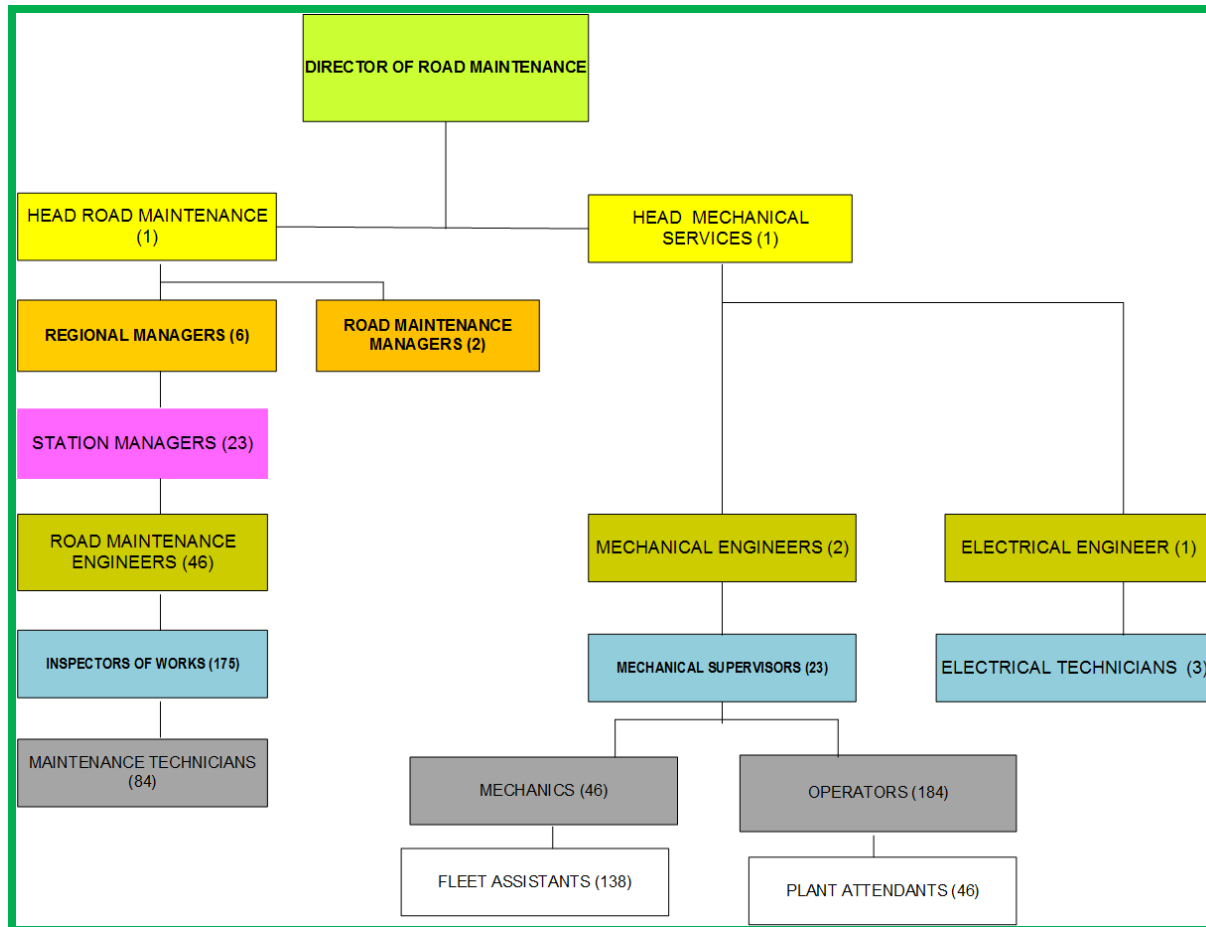 DIRECTOR OF ROAD MAINTENANCE
HEAD ROAD MAINTENANCE
(1)
HEAD MECHANICAL
SERVICES (1)
REGIONAL MANAGERS (6)
ROAD MAINTENANCE
MANAGERS (2)
STATION MANAGERS (23)
ROAD MAINTENANCE
ENGINEERS (46)
MECHANICAL ENGINEERS (2)
ELECTRICAL ENGINEER (1)
INSPECTORS OF WORKS (175)
MECHANICAL SUPERVISORS (23)
ELECTRICAL TECHNICIANS (3)
MAINTENANCE TECHNICIANS
(84)
MECHANICS (46)
OPERATORS (184)
FLEET ASSISTANTS (138)
PLANT ATTENDANTS (46)